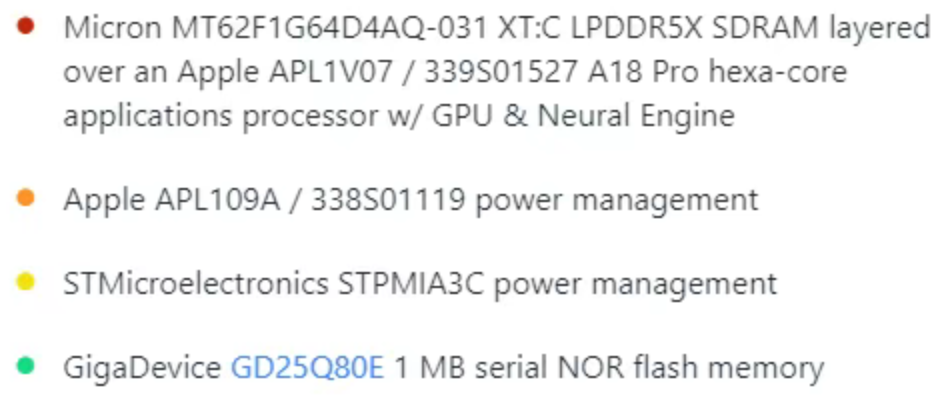 Micron MT62F1G64D4AQ-031 XT:C LPDDR5X SDRAM layered
over an Apple APL1V07 / 339S01527 A18 Pro hexa-core
applications processor w/ GPU & Neural Engine
Apple APL109A / 338S01119 power management
STMicroelectronics STPMIA3C power management
GigaDevice GD25Q80E 1 MB serial NOR flash memory